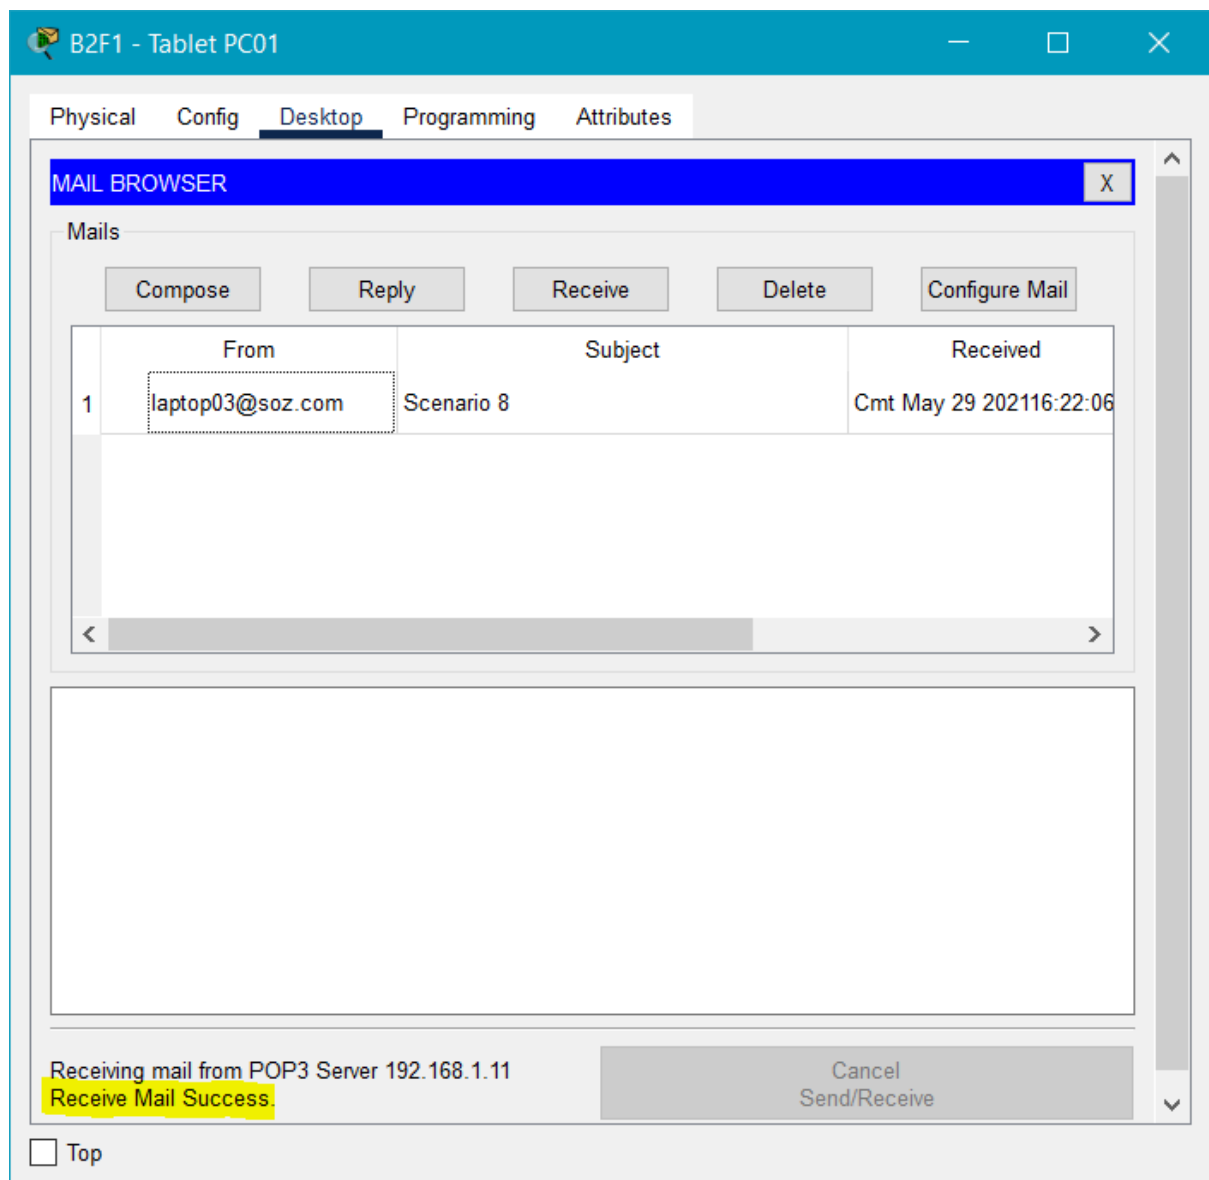 B2F1 - Tablet PC01
Physical Config Desktop Programming Attributes
MAIL BROWSER X
Mails
Compose Reply Receive Delete Configure Mail
From Subject Received
1 laptop03@soz.com Scenario 8 Cmt May 29 202116:22:06
Receiving mail from POP3 Server 192.168.1.11
Receive Mail Success.
Cancel
Send/Receive
Top